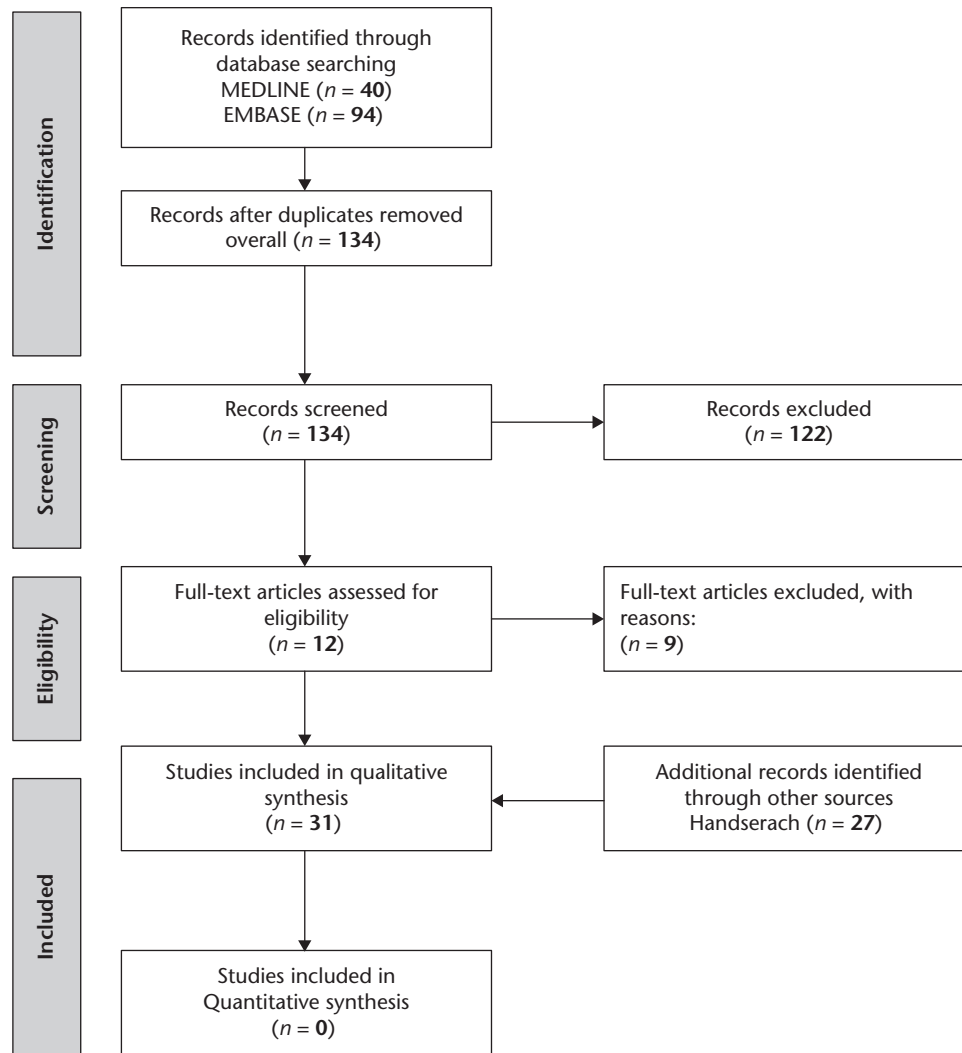 Identification
Records identified through
database searching
MEDLINE (n = 40)
EMBASE (n = 94)
Records after duplicates removed
overall (n = 134)
Screening
Records screened
(n = 134)
Records excluded
(n = 122)
Eligibility
Full-text articles assessed for
eligibility
(n = 12)
Full-text articles excluded, with
reasons:
(n = 9)
Included
Studies included in qualitative
synthesis
(n = 31)
Additional records identified
through other sources
Handserach (n = 27)
Studies included in
Quantitative synthesis
(n = 0)